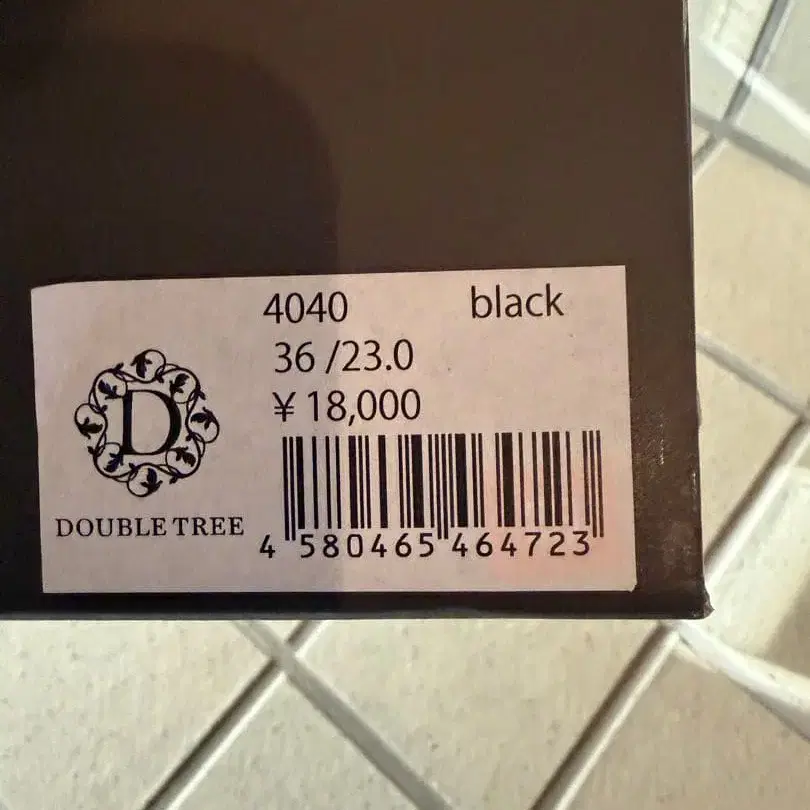 4040 black
36 /23.0
¥ 18,000
D
DOUBLE TREE
4 580465 464723